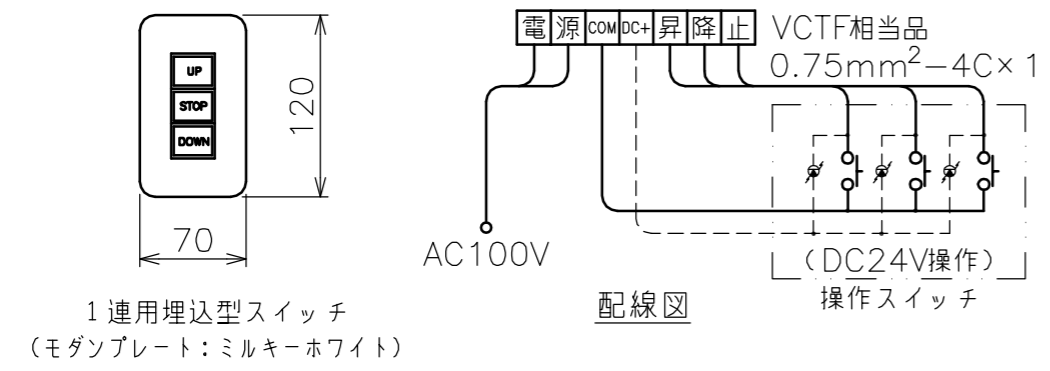 UP
STOP
DOWN
120
70
1連用埋込型スイッチ
(モダンプレート：ミルキーホワイト)
電 源 COM DC+ 昇 降 止
VCTF相当品
0.75mm²−4C×1
AC100V
(DC24V操作)
操作スイッチ
配線図